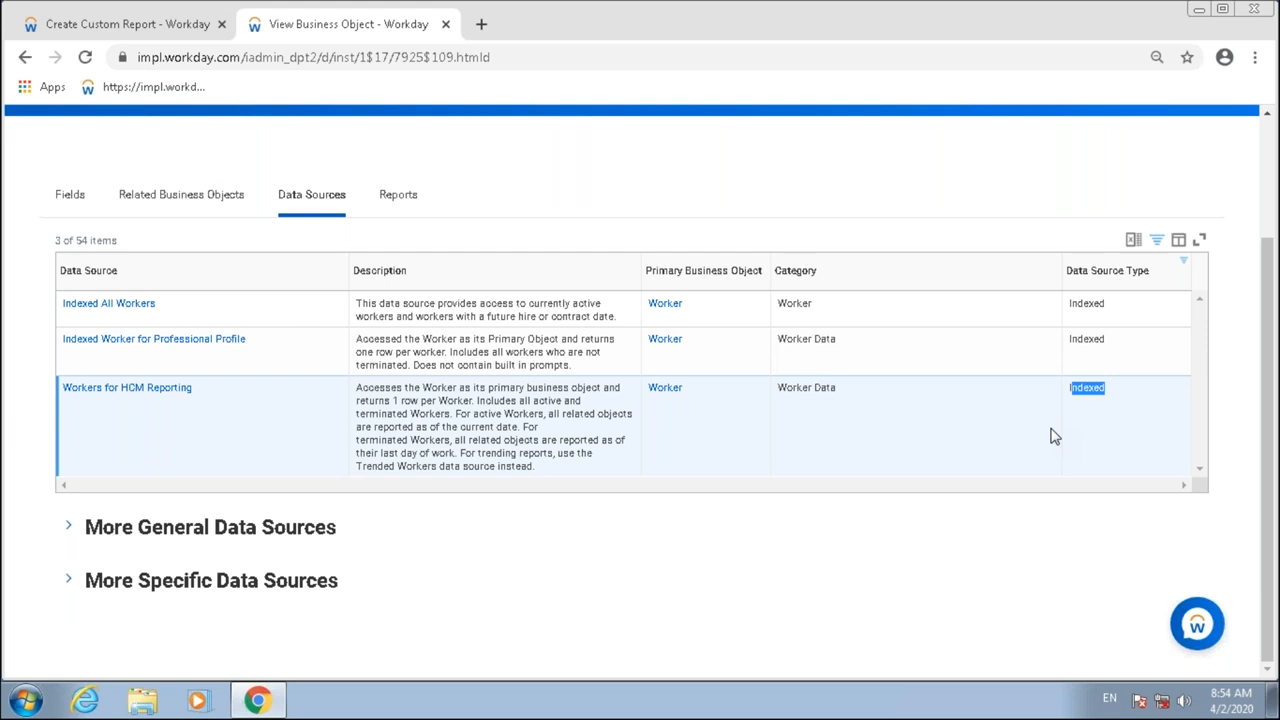 Create Custom Report - Workday
View Business Object - Workday
impl.workday.com/iadmin_dpt2/d/inst/1$17/7925$109.htmld
Apps
https://impl.workd...
Fields
Related Business Objects
Data Sources
Reports
3 of 54 items
Data Source
Description
Primary Business Object
Category
Data Source Type
Indexed All Workers
This data source provides access to currently active
workers and workers with a future hire or contract date.
Worker
Worker
Indexed
Indexed Worker for Professional Profile
Accessed the Worker as its Primary Object and returns
one row per worker. Includes all workers who are not
terminated. Does not contain built in prompts.
Worker
Worker Data
Indexed
Workers for HCM Reporting
Accesses the Worker as its primary business object and
returns 1 row per Worker. Includes all active and
terminated Workers. For active Workers, all related objects
are reported as of the current date. For
terminated Workers, all related objects are reported as of
their last day of work. For trending reports, use the
Trended Workers data source instead.
Worker
Worker Data
Indexed
More General Data Sources
More Specific Data Sources
EN
8:54 AM
4/2/2020